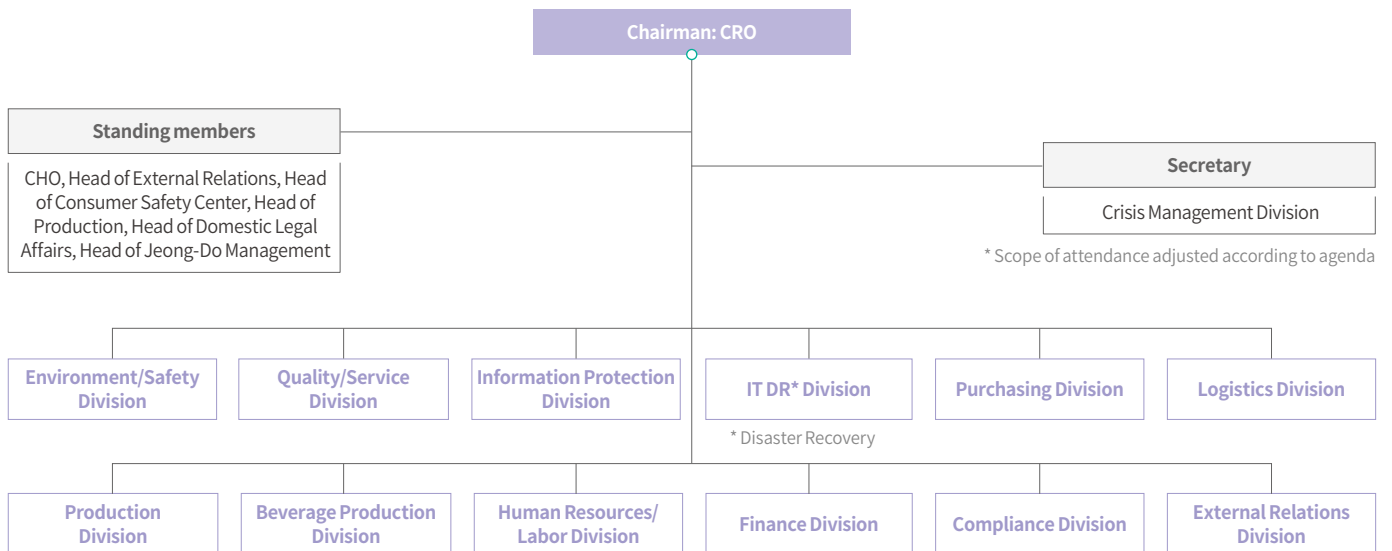 Chairman: CRO
Standing members
CHO, Head of External Relations, Head
of Consumer Safety Center, Head of
Production, Head of Domestic Legal
Affairs, Head of Jeong-Do Management
Secretary
Crisis Management Division
* Scope of attendance adjusted according to agenda
Environment/Safety
Division
Quality/Service
Division
Information Protection
Division
IT DR* Division
* Disaster Recovery
Purchasing Division
Logistics Division
Production
Division
Beverage Production
Division
Human Resources/
Labor Division
Finance Division
Compliance Division
External Relations
Division